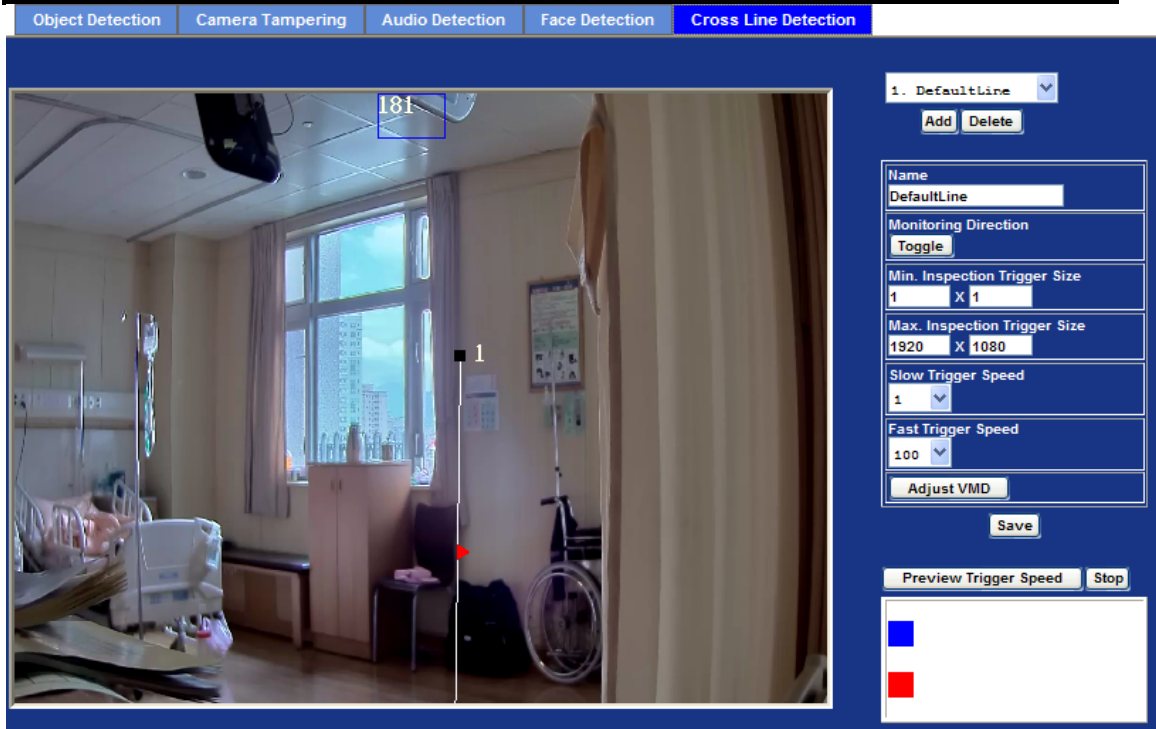 Object Detection Camera Tampering Audio Detection Face Detection Cross Line Detection
181
1
1. DefaultLine
Add Delete
Name
DefaultLine
Monitoring Direction
Toggle
Min. Inspection Trigger Size
1 X 1
Max. Inspection Trigger Size
1920 X 1080
Slow Trigger Speed
1
Fast Trigger Speed
100
Adjust VMD
Save
Preview Trigger Speed Stop